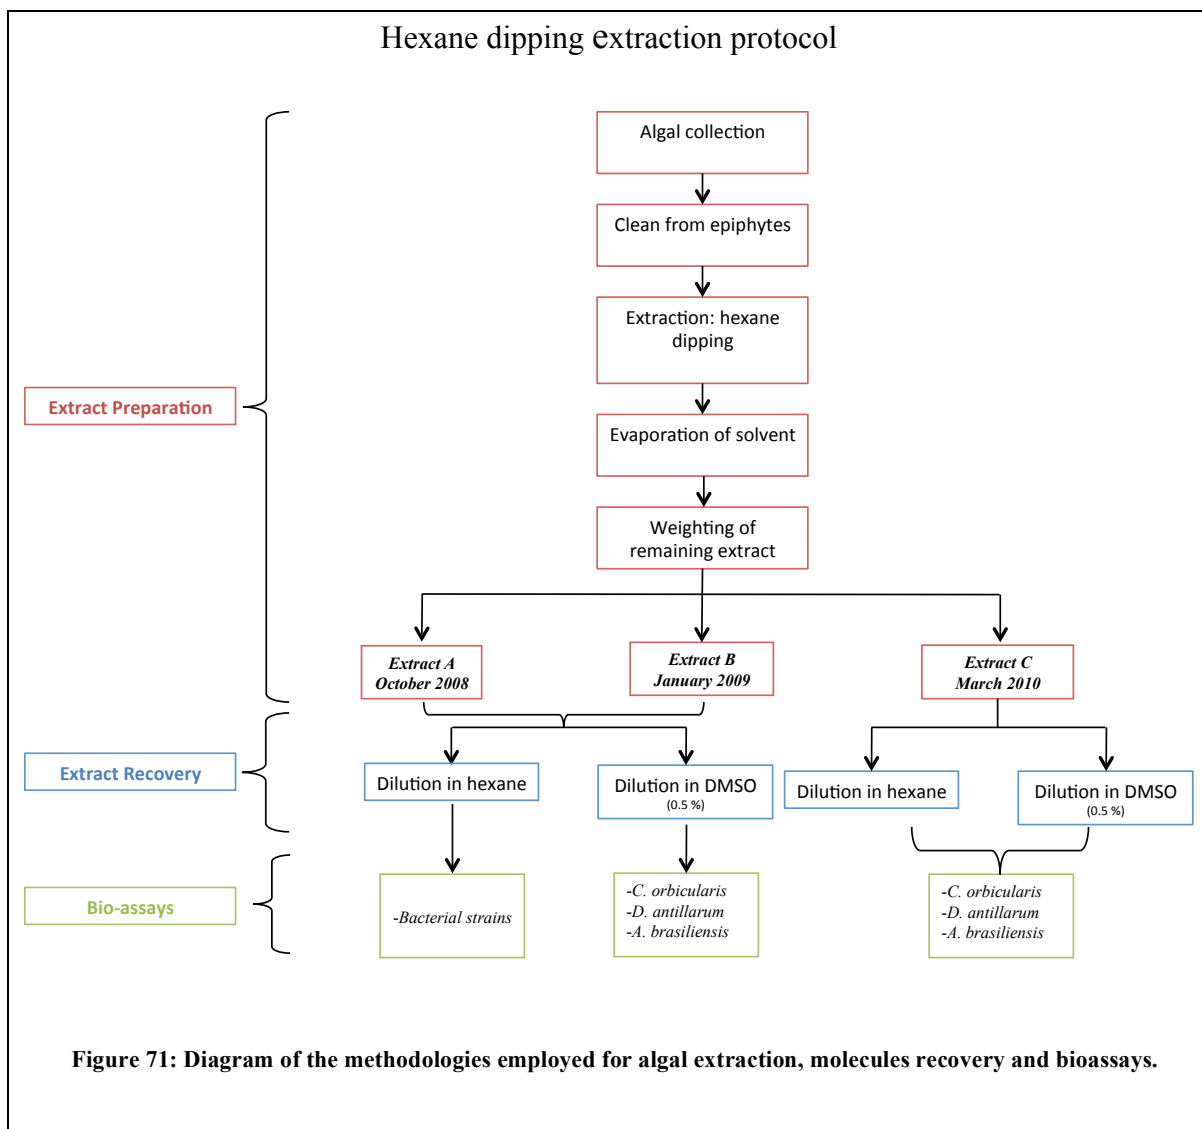 Hexane dipping extraction protocol
Algal collection
Clean from epiphytes
Extraction: hexane
dipping
Evaporation of solvent
Weighting of
remaining extract
Extract Preparation
Extract A
October 2008
Extract B
January 2009
Extract C
March 2010
Extract Recovery
Dilution in hexane
Dilution in DMSO
(0.5 %)
Dilution in hexane
Dilution in DMSO
(0.5 %)
Bio-assays
-Bacterial strains
-C. orbicularis
-D. antillarum
-A. brasiliensis
-C. orbicularis
-D. antillarum
-A. brasiliensis
Figure 71: Diagram of the methodologies employed for algal extraction, molecules recovery and bioassays.